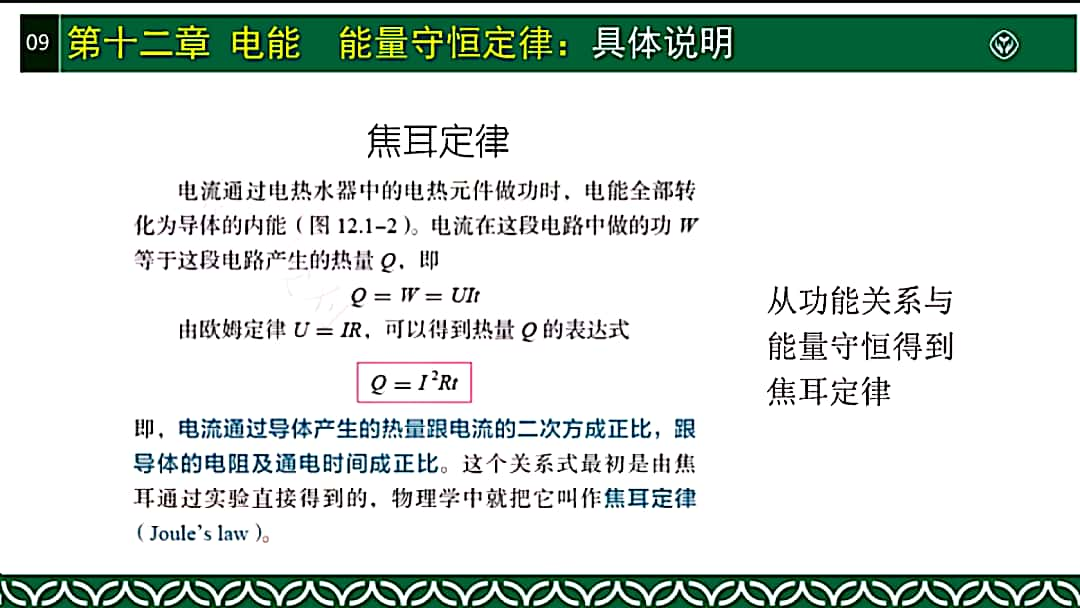 09 第十二章 电能 能量守恒定律：具体说明
焦耳定律
电流通过电热水器中的电热元件做功时，电能全部转
化为导体的内能（图 12.1-2）。电流在这段电路中做的功 W
等于这段电路产生的热量 Q，即
Q = W = UIt
由欧姆定律 U = IR，可以得到热量 Q 的表达式
Q = I²Rt
即，电流通过导体产生的热量跟电流的二次方成正比，跟
导体的电阻及通电时间成正比。这个关系式最初是由焦
耳通过实验直接得到的，物理学中就把它叫作焦耳定律
（Joule's law）。
从功能关系与
能量守恒得到
焦耳定律